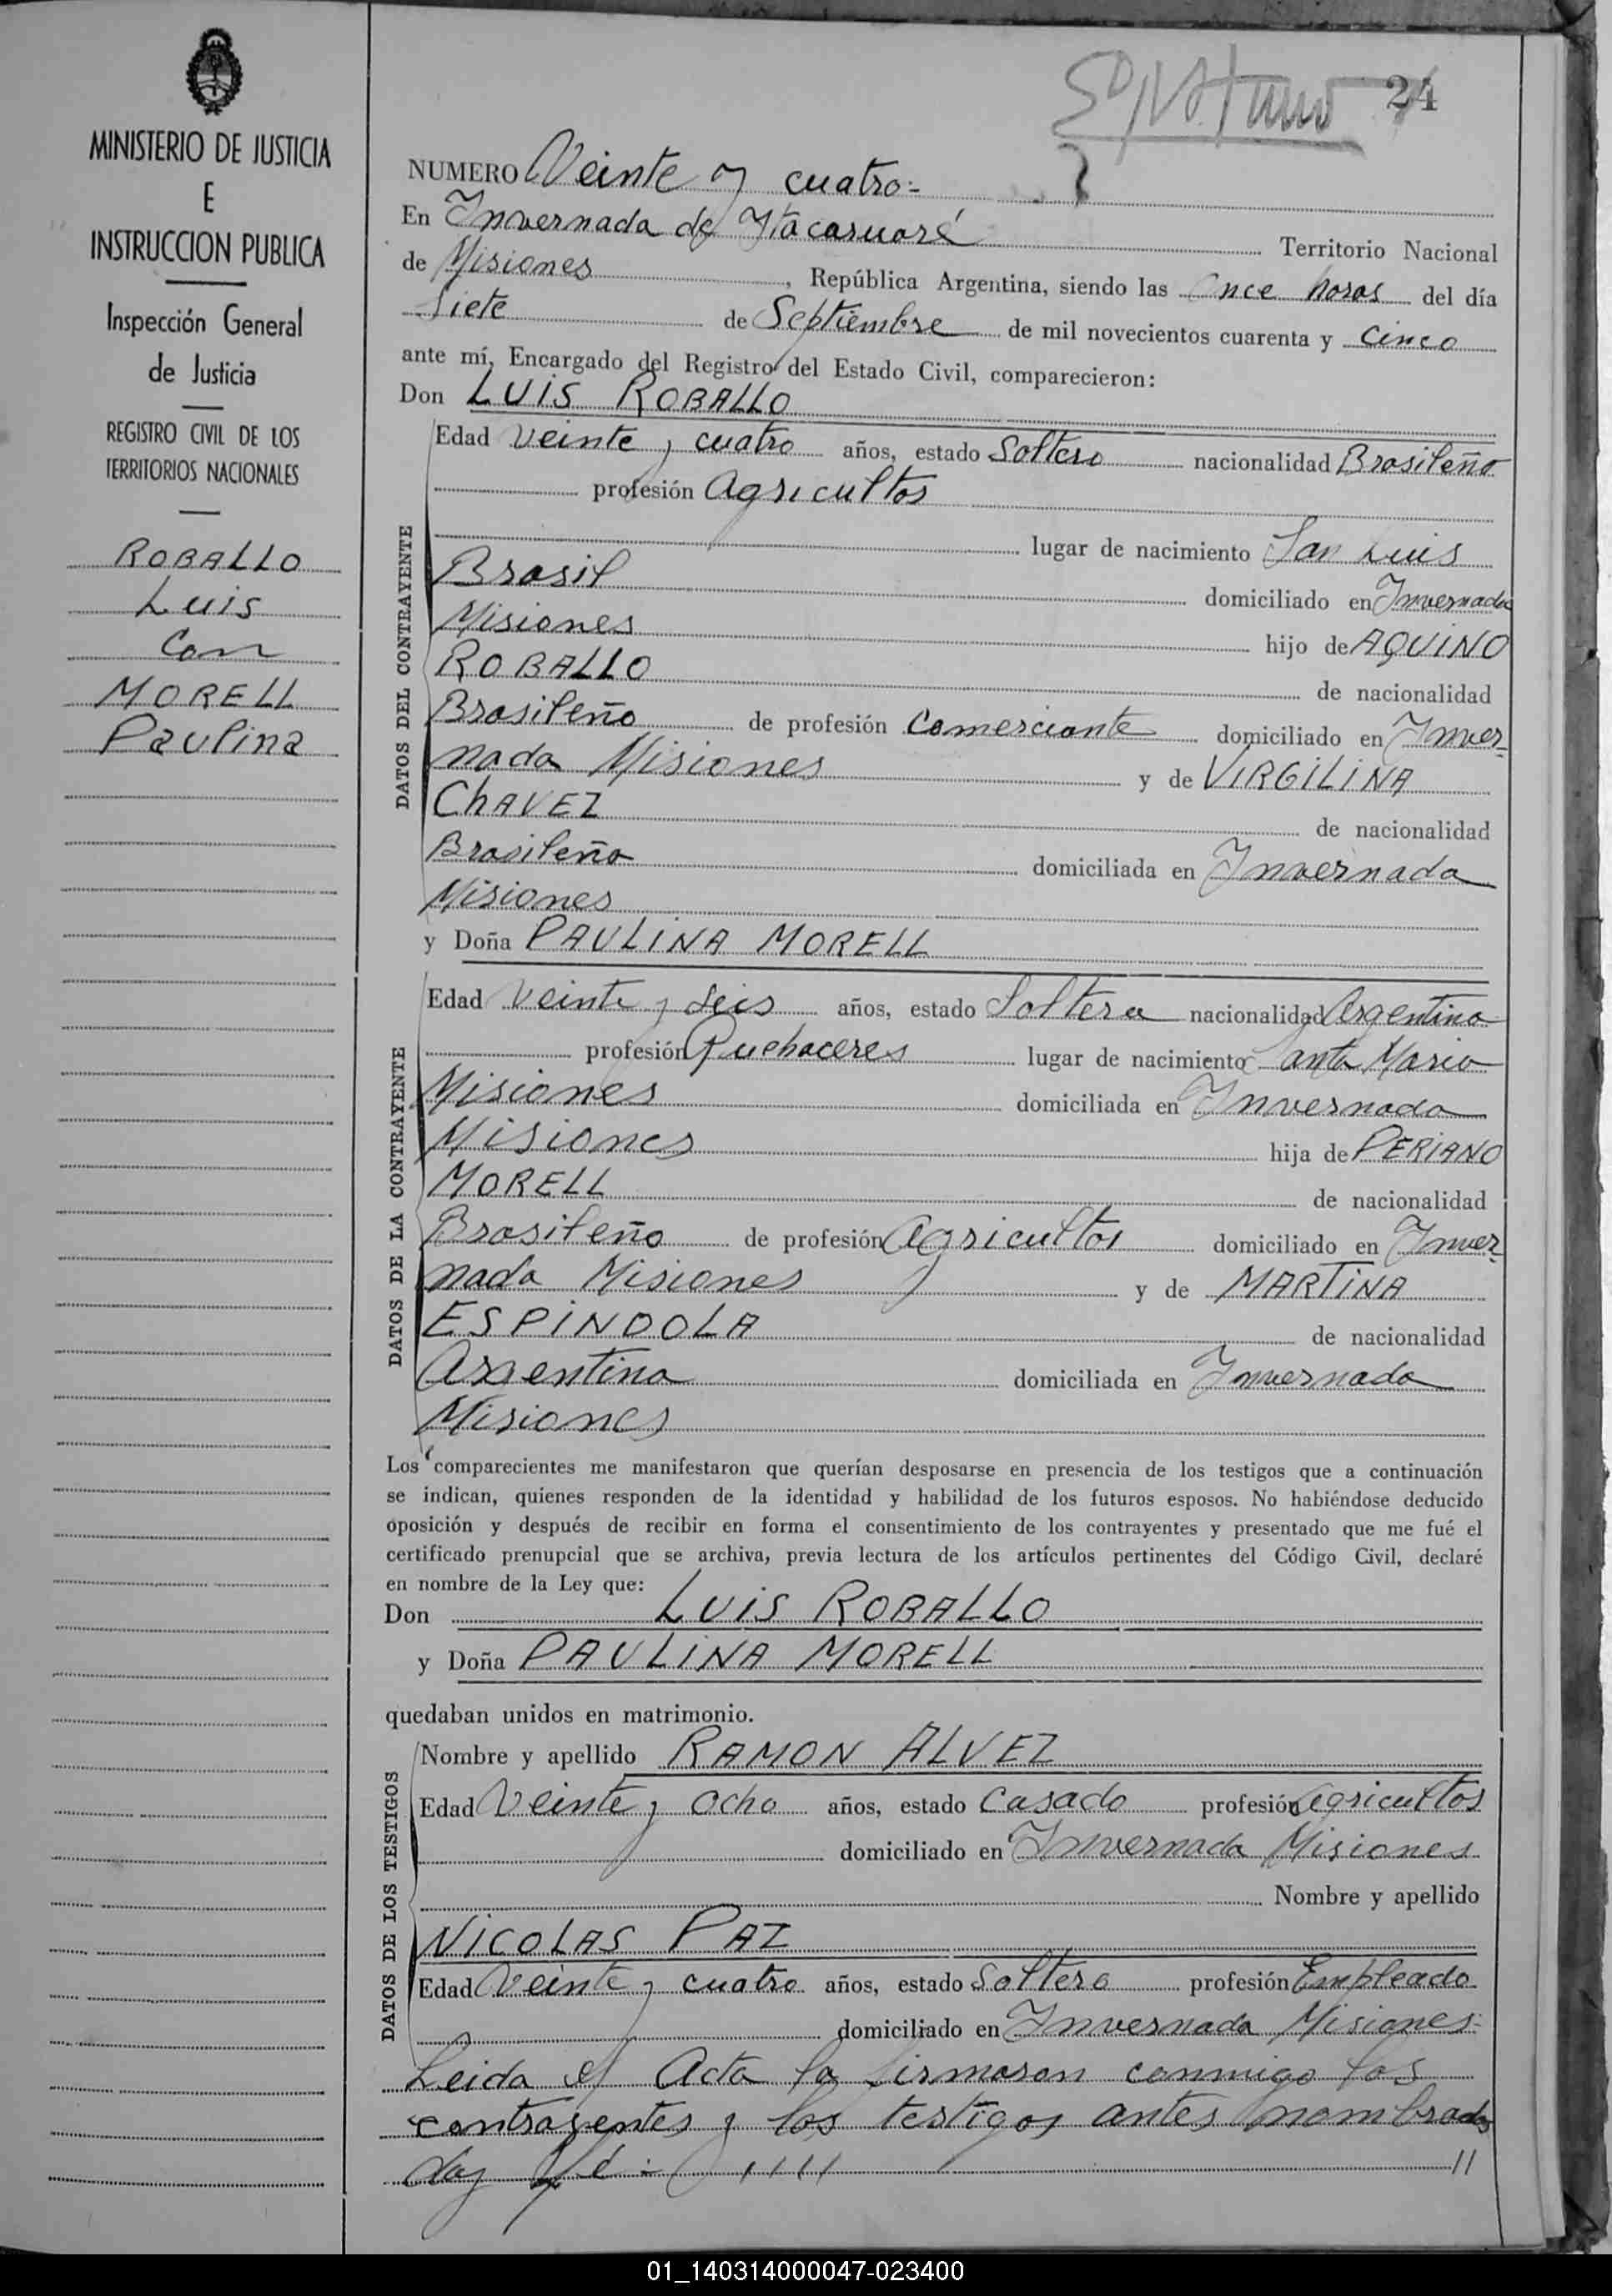 MINISTERIO DE JUSTICIA
E
INSTRUCCION PUBLICA
Inspección General
de Justicia
REGISTRO CIVIL DE LOS
TERRITORIOS NACIONALES
ROBALLO
Luis
Con
MORELL
Paulina
24
NUMERO Veinte y cuatro:-
En Invernada de Itacaruaré Territorio Nacional
de Misiones, República Argentina, siendo las Once horas del día
Siete de Septiembre de mil novecientos cuarenta y Cinco
ante mí, Encargado del Registro del Estado Civil, comparecieron:
Don LUIS ROBALLO
DATOS DEL CONTRAYENTE
Edad Veinte y cuatro años, estado Soltero nacionalidad Brasileño
profesión Agricultor
lugar de nacimiento San Luis
Brasil domiciliado en Invernada
Misiones hijo de AQUINO
ROBALLO de nacionalidad
Brasileño de profesión Comerciante domiciliado en Inver-
nada Misiones y de VIRGILINA
CHAVEZ de nacionalidad
Brasileña domiciliada en Invernada
Misiones
y Doña PAULINA MORELL
DATOS DE LA CONTRAYENTE
Edad Veinte y Seis años, estado Soltera nacionalidad Argentina
profesión Quehaceres lugar de nacimiento Santa Maria
Misiones domiciliada en Invernada
Misiones hija de PERIANO
MORELL de nacionalidad
Brasileño de profesión Agricultor domiciliado en Inver-
nada Misiones y de MARTINA
ESPINDOLA de nacionalidad
Argentina domiciliada en Invernada
Misiones
Los comparecientes me manifestaron que querían desposarse en presencia de los testigos que a continuación
se indican, quienes responden de la identidad y habilidad de los futuros esposos. No habiéndose deducido
oposición y después de recibir en forma el consentimiento de los contrayentes y presentado que me fué el
certificado prenupcial que se archiva, previa lectura de los artículos pertinentes del Código Civil, declaré
en nombre de la Ley que:
Don LUIS ROBALLO
y Doña PAULINA MORELL
quedaban unidos en matrimonio.
DATOS DE LOS TESTIGOS
Nombre y apellido RAMON ALVEZ
Edad Veinte y Ocho años, estado Casado profesión Agricultor
domiciliado en Invernada Misiones
Nombre y apellido
NICOLAS PAZ
Edad Veinte y cuatro años, estado Soltero profesión Empleado
domiciliado en Invernada Misiones
Leida el Acta la firmaron conmigo los
contrayentes y los testigos antes nombrados
doy fé:-
01_140314000047-023400